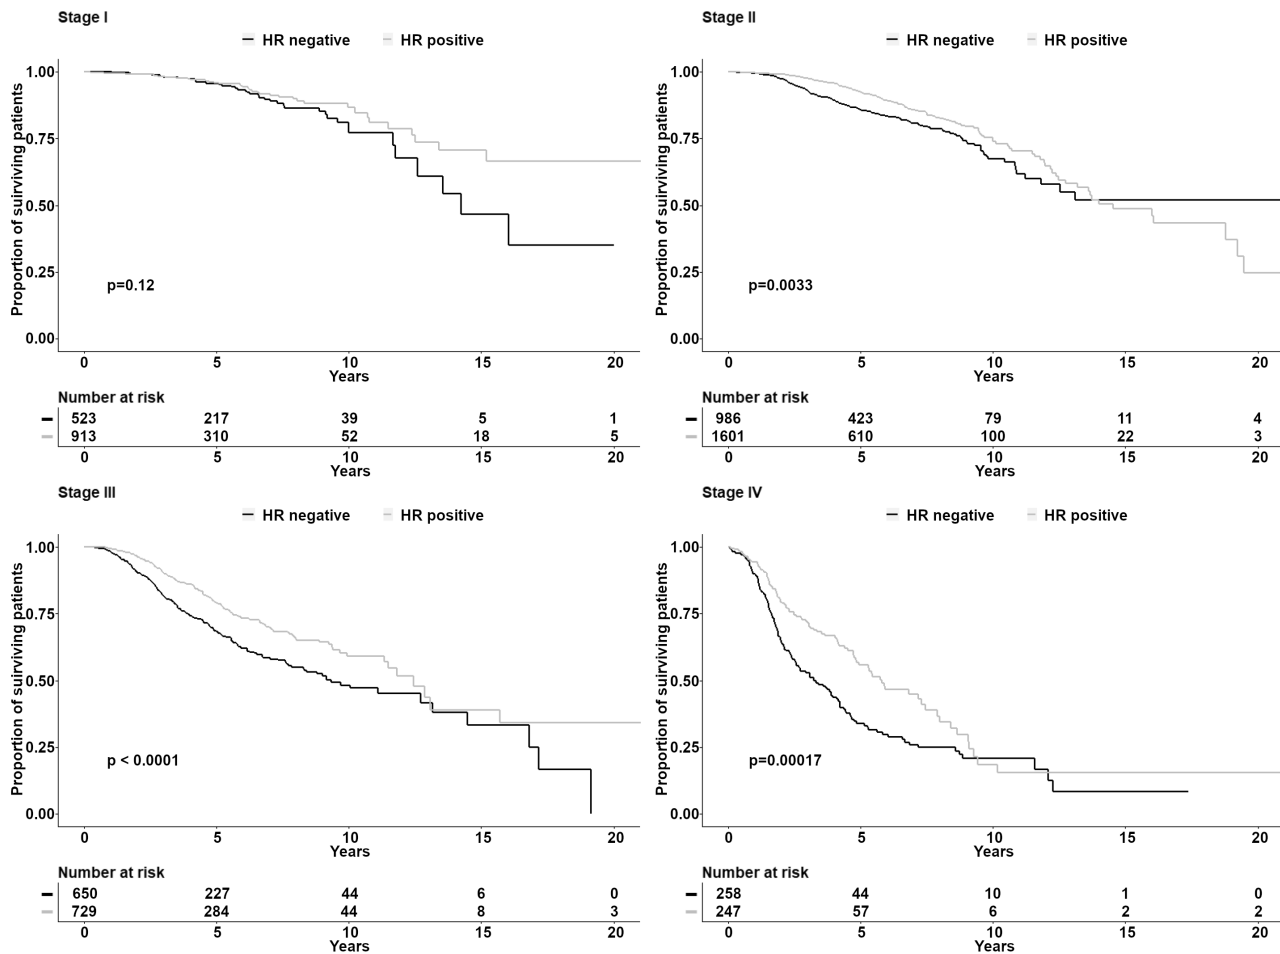 Stage I
HR negative HR positive
Proportion of suirviving patients
1.00
0.75
0.50
0.25
0.00
p=0.12
0 5 10 15 20
Years
Number at risk
523 217 39 5 1
913 310 52 18 5
0 5 10 15 20
Years
Stage II
HR negative HR positive
Proportion of suirviving patients
1.00
0.75
0.50
0.25
0.00
p=0.0033
0 5 10 15 20
Years
Number at risk
986 423 79 11 4
1601 610 100 22 3
0 5 10 15 20
Years
Stage III
HR negative HR positive
Proportion of suirviving patients
1.00
0.75
0.50
0.25
0.00
p < 0.0001
0 5 10 15 20
Years
Number at risk
650 227 44 6 0
729 284 44 8 3
0 5 10 15 20
Years
Stage IV
HR negative HR positive
Proportion of suirviving patients
1.00
0.75
0.50
0.25
0.00
p=0.00017
0 5 10 15 20
Years
Number at risk
258 44 10 1 0
247 57 6 2 2
0 5 10 15 20
Years